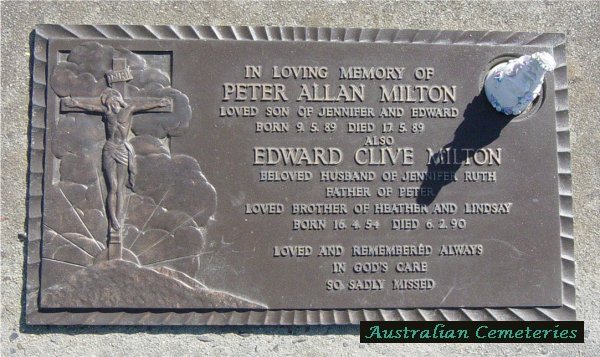 IN LOVING MEMORY OF
PETER ALLAN MILTON
LOVED SON OF JENNIFER AND EDWARD
BORN 9. 5. 89 DIED 17. 5. 89
ALSO
EDWARD CLIVE MILTON
BELOVED HUSBAND OF JENNIFER RUTH
FATHER OF PETER
LOVED BROTHER OF HEATHER AND LINDSAY
BORN 16. 4. 54 DIED 6. 2. 90
LOVED AND REMEMBERED ALWAYS
IN GOD'S CARE
SO SADLY MISSED
Australian Cemeteries